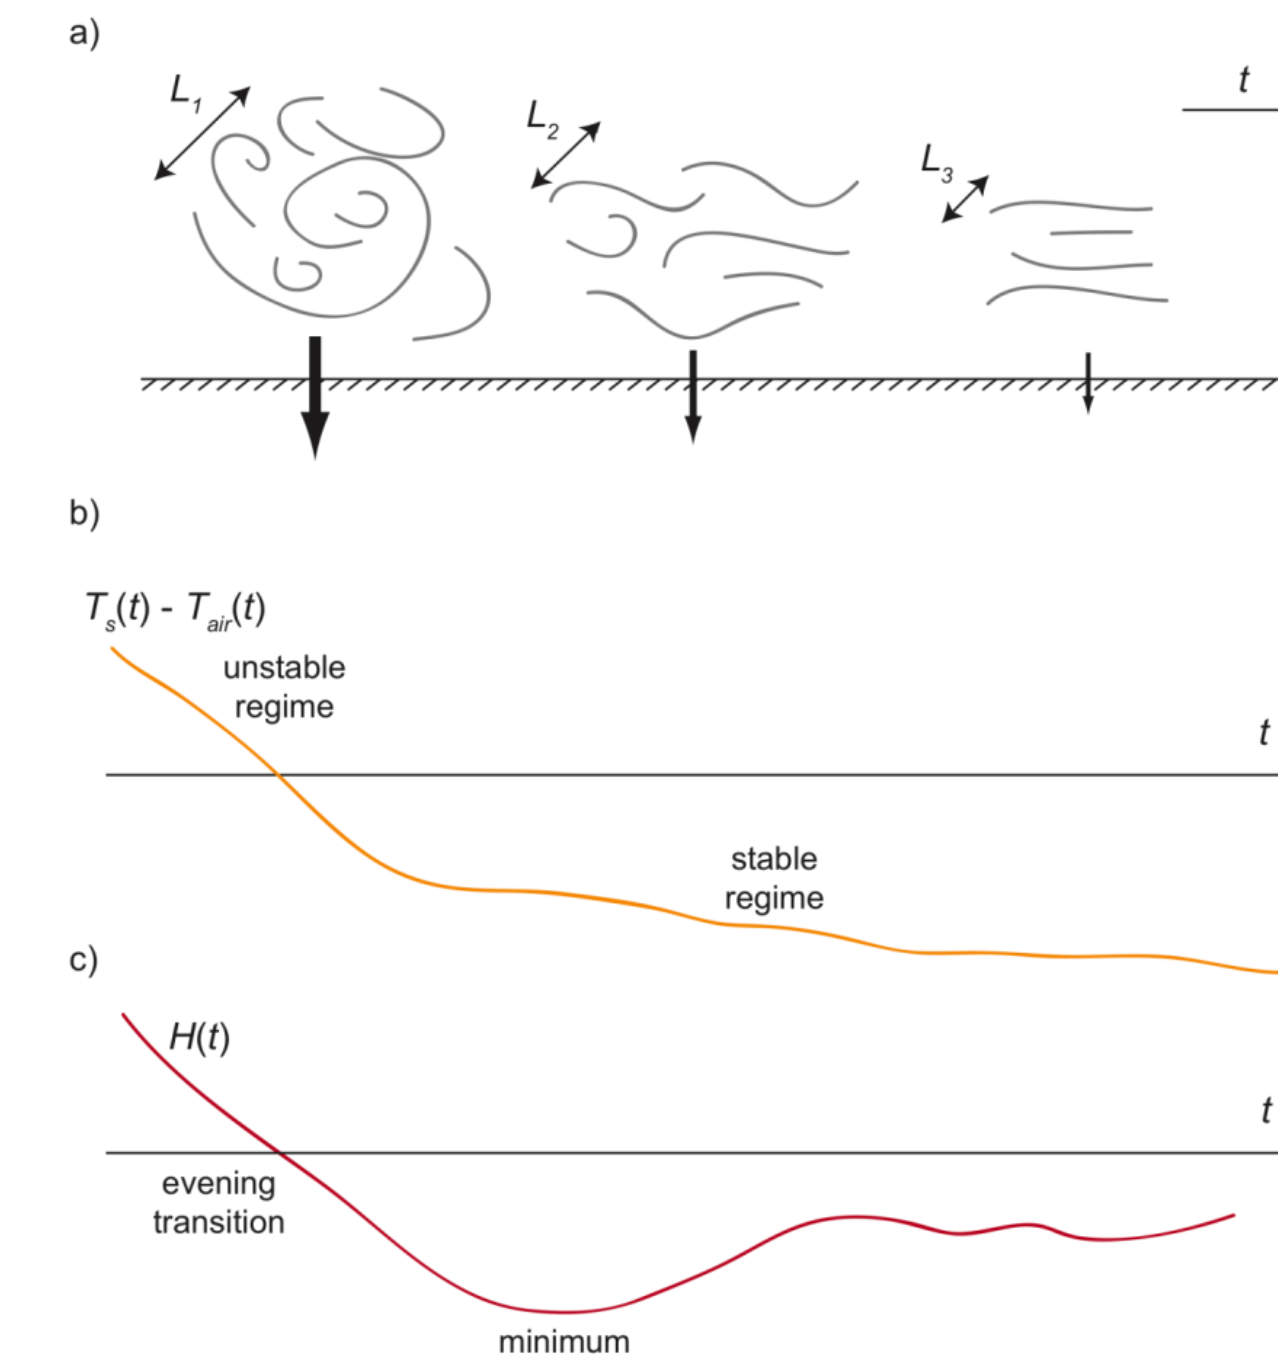 a)
L1
L2
L3
t
b)
Ts(t) - Tair(t)
unstable
regime
t
stable
regime
c)
H(t)
t
evening
transition
minimum